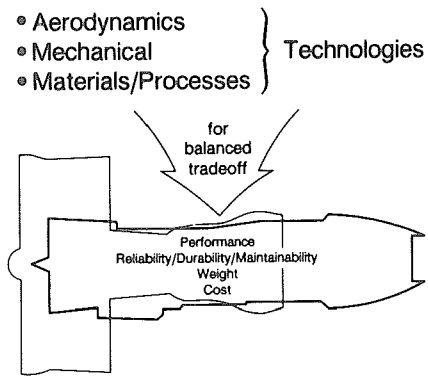 • Aerodynamics
• Mechanical
• Materials/Processes
Technologies
for
balanced
tradeoff
Performance
Reliability/Durability/Maintainability
Weight
Cost